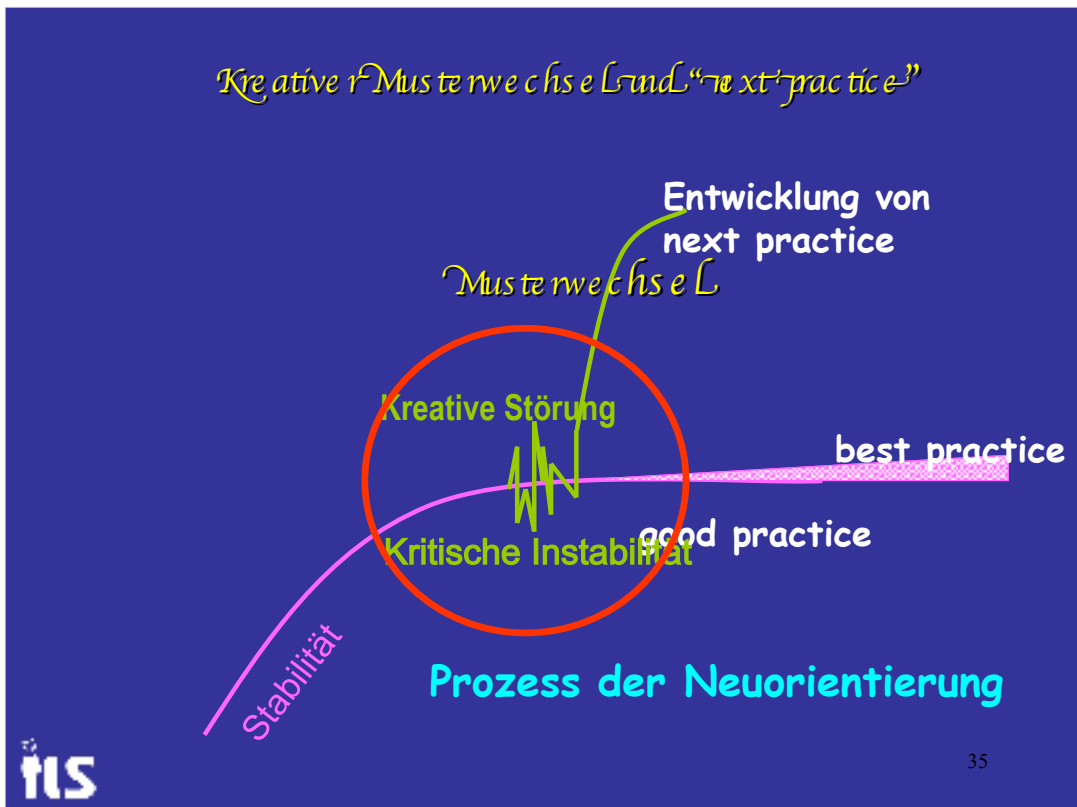 Kreativer Musterwechsel und “next practice”
Entwicklung von
next practice
Musterwechsel
Kreative Störung
best practice
good practice
Kritische Instabilität
Stabilität
Prozess der Neuorientierung
35